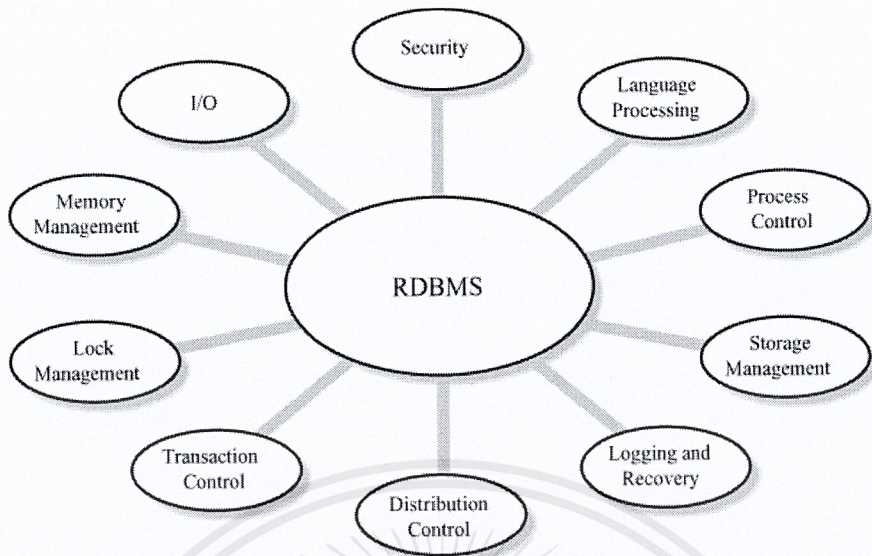 Security
Language
Processing
I/O
Process
Control
Memory
Management
RDBMS
Storage
Management
Lock
Management
Logging and
Recovery
Transaction
Control
Distribution
Control